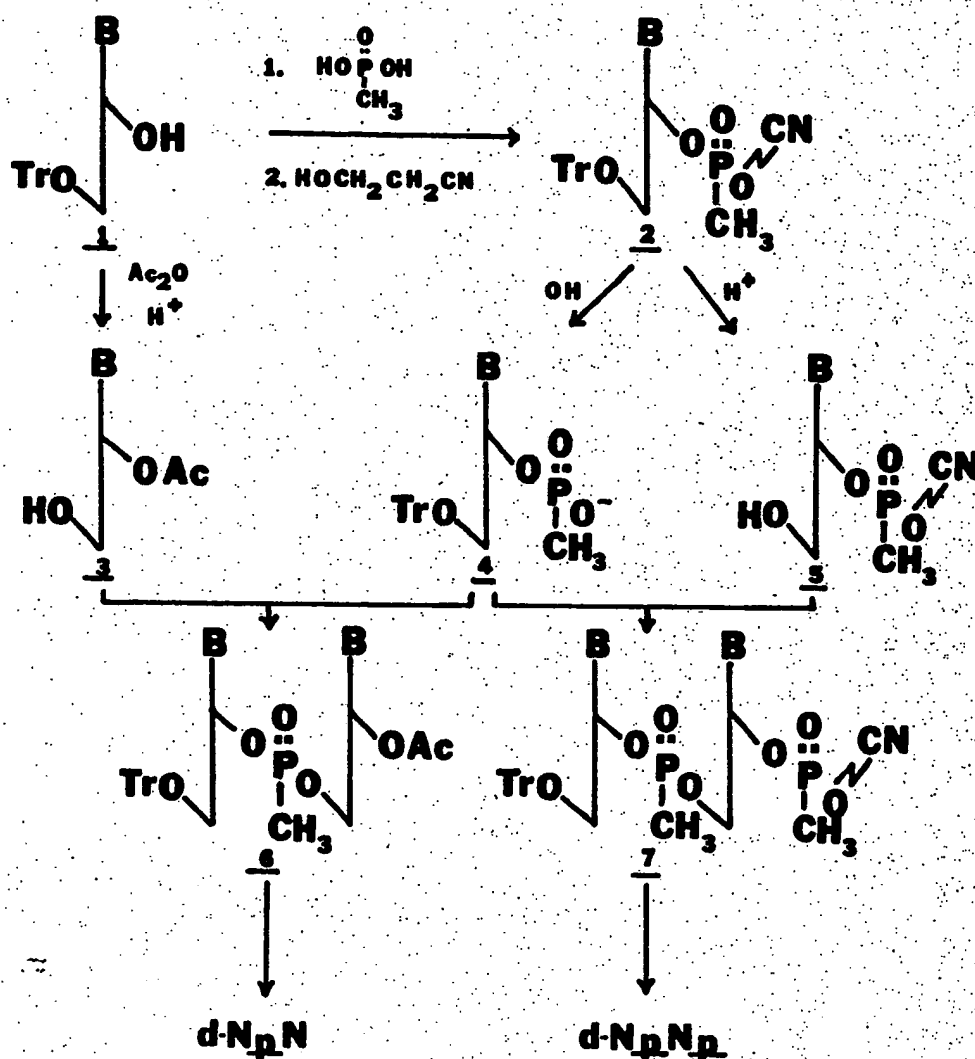 B
B
O
1. HO P OH
CH3
OH
TrO
1
2. HOCH2CH2CN
O
O
CN
P
O
TrO
CH3
2
Ac2O
H+
OH
H+
B
B
B
OAc
HO
3
O
O
P
O-
TrO
CH3
4
O
O
CN
P
O
HO
CH3
5
B
B
B
B
O
O
OAc
P
O
TrO
CH3
6
O
O
P
O
TrO
CH3
7
O
O
CN
P
O
CH3
d-NpN
d-NpNp